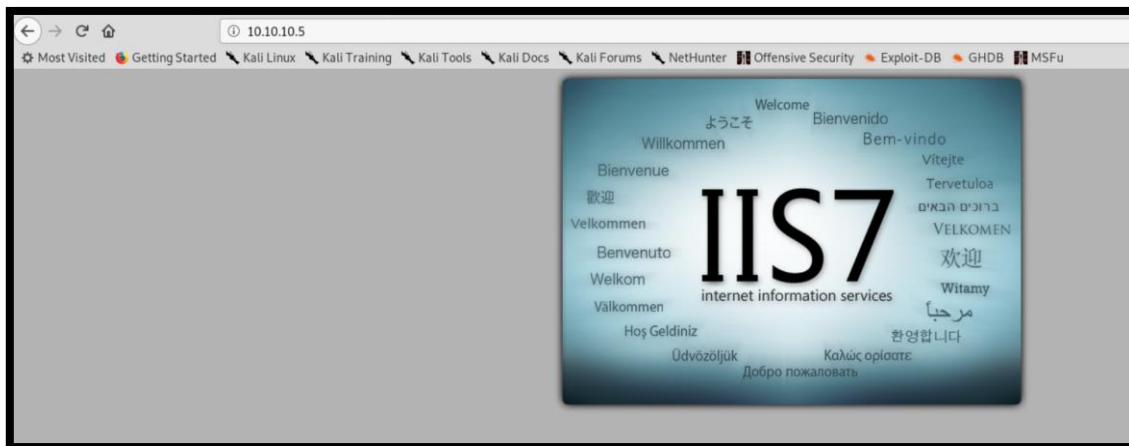 10.10.10.5
Most Visited Getting Started Kali Linux Kali Training Kali Tools Kali Docs Kali Forums NetHunter Offensive Security Exploit-DB GHDB MSFu
Welcome
ようこそ
Bienvenido
Willkommen
Bem-vindo
Bienvenue
Vítejte
歡迎
Tervetuloa
ברוכים הבאים
Velkommen
VELKOMEN
Benvenuto
欢迎
Welkom
IIS7
internet information services
Witamy
Välkommen
مرحباً
Hoş Geldiniz
환영합니다
Üdvözöljük
Καλώς ορίσατε
Добро пожаловать